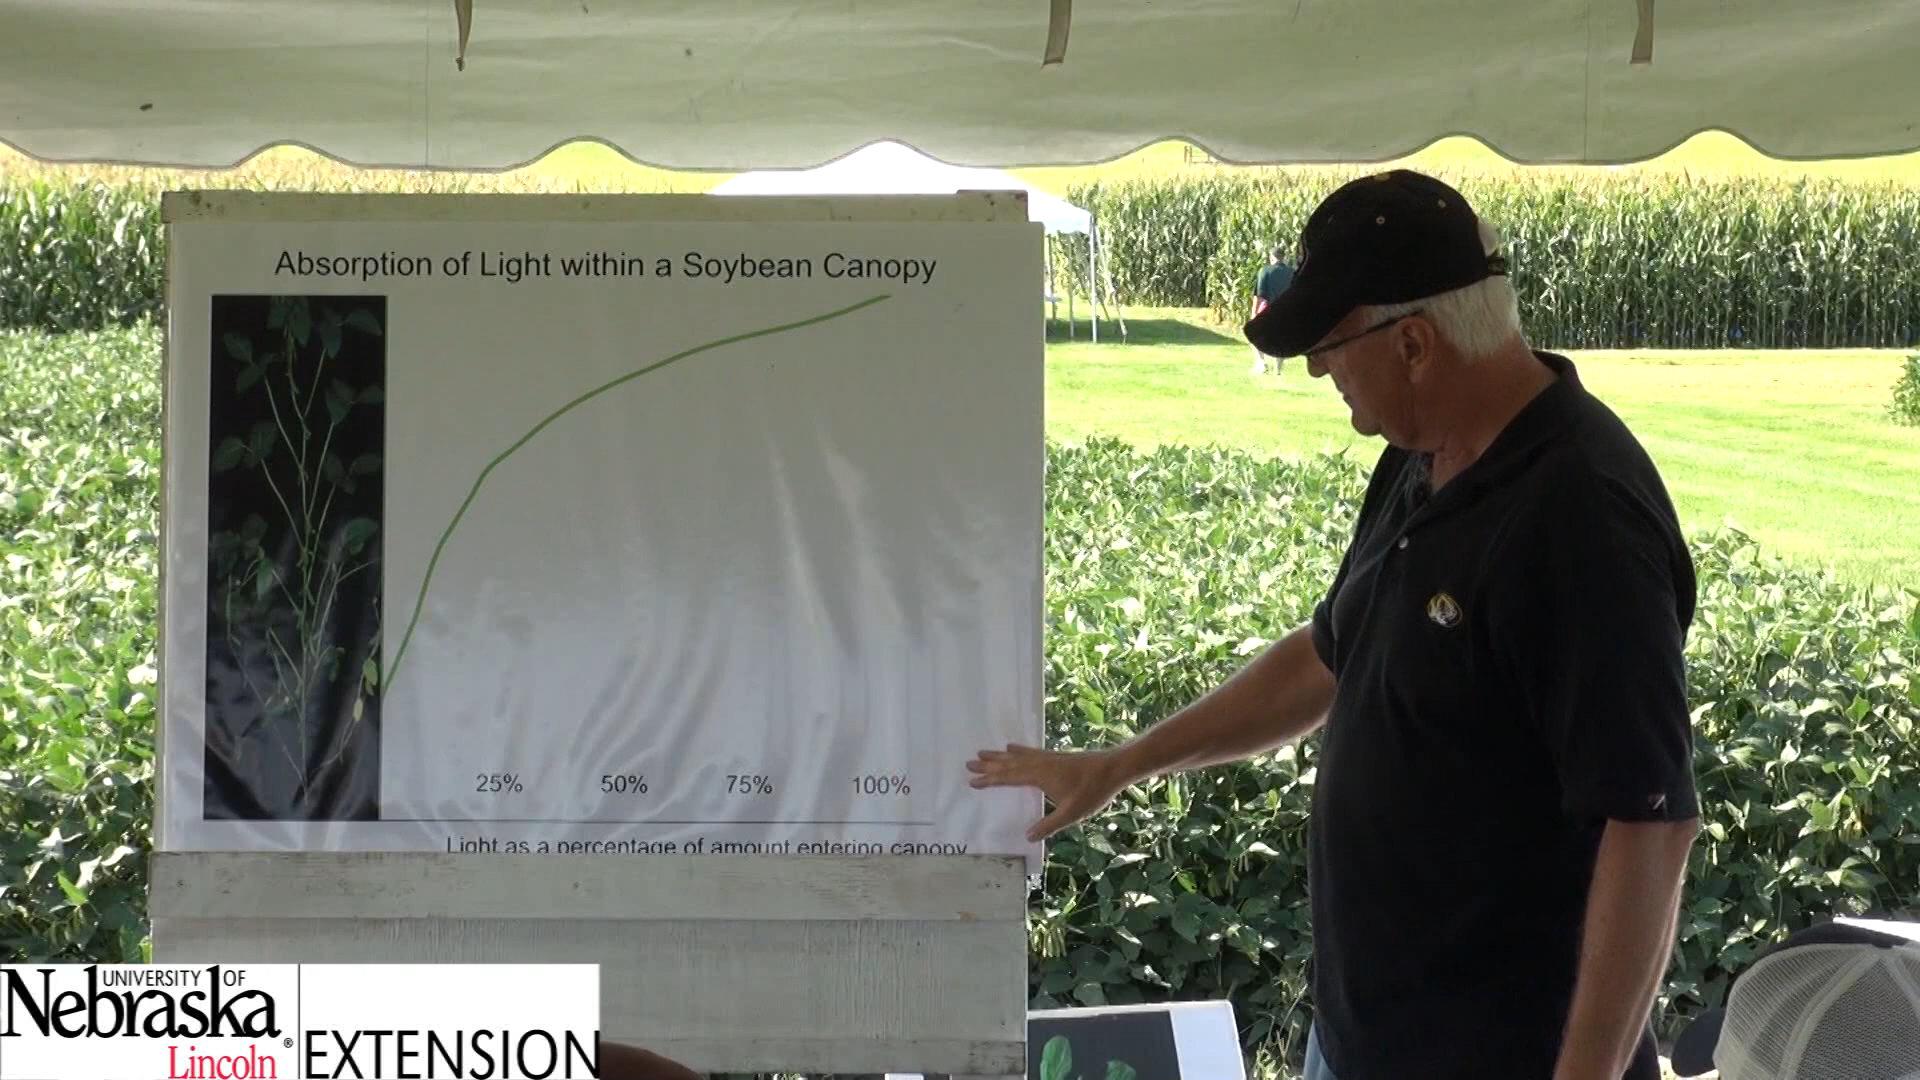 Absorption of Light within a Soybean Canopy
25% 50% 75% 100%
Light as a percentage of amount entering canopy
UNIVERSITY OF
Nebraska
Lincoln®
EXTENSION